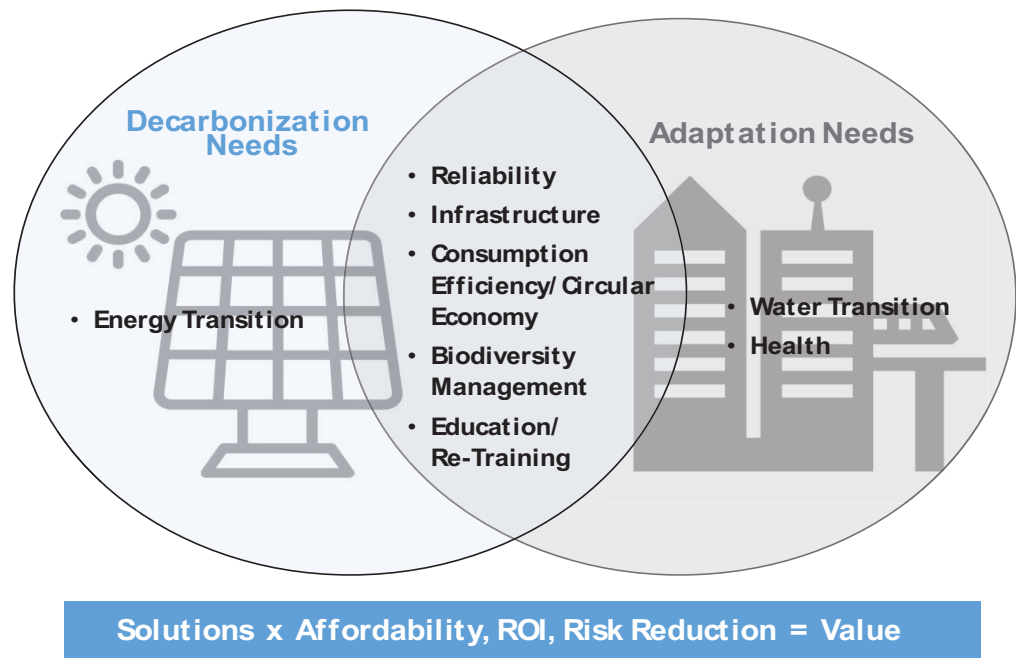 Decarbonization
Needs
• Energy Transition
• Reliability
• Infrastructure
• Consumption
Efficiency/Circular
Economy
• Biodiversity
Management
• Education/
Re-Training
Adaptation Needs
• Water Transition
• Health
Solutions x Affordability, ROI, Risk Reduction = Value